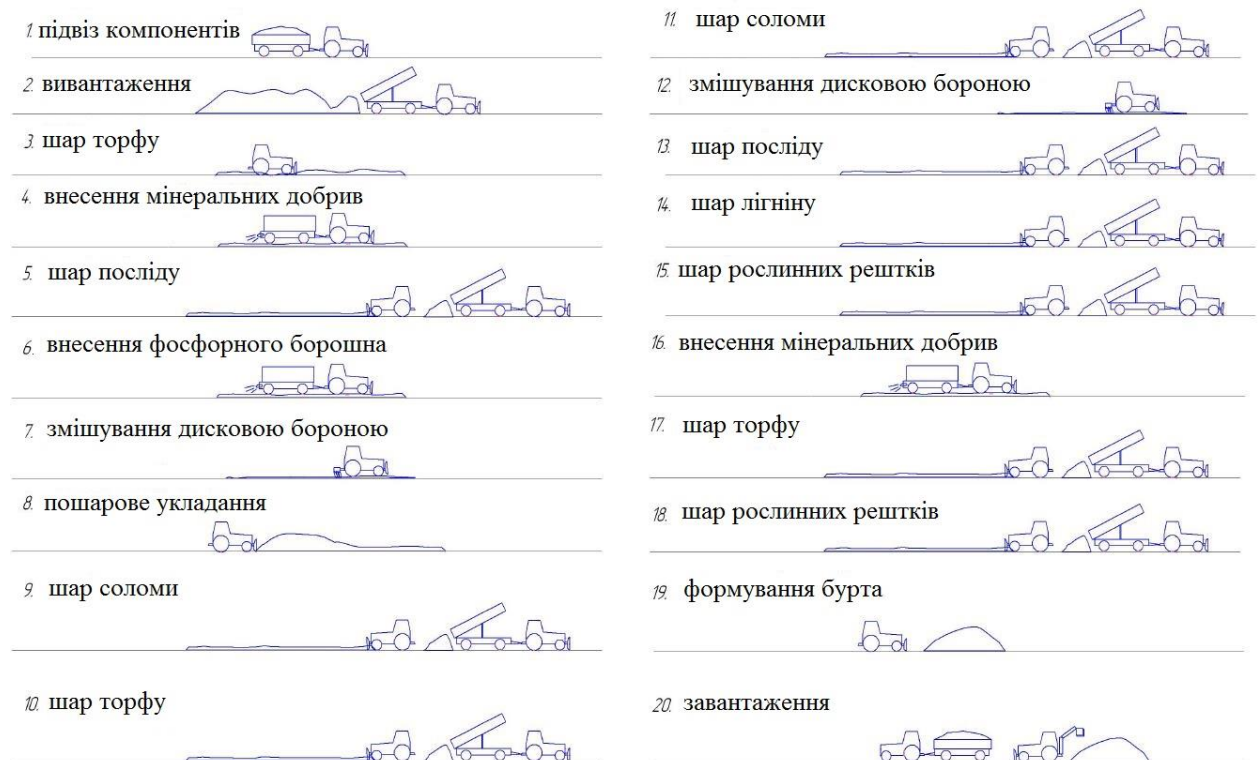 1. підвіз компонентів
2. вивантаження
3. шар торфу
4. внесення мінеральних добрив
5. шар посліду
6. внесення фосфорного борошна
7. змішування дисковою бороною
8. пошарове укладання
9. шар соломи
10. шар торфу
11. шар соломи
12. змішування дисковою бороною
13. шар посліду
14. шар лігніну
15. шар рослинних рештків
16. внесення мінеральних добрив
17. шар торфу
18. шар рослинних рештків
19. формування бурта
20. завантаження